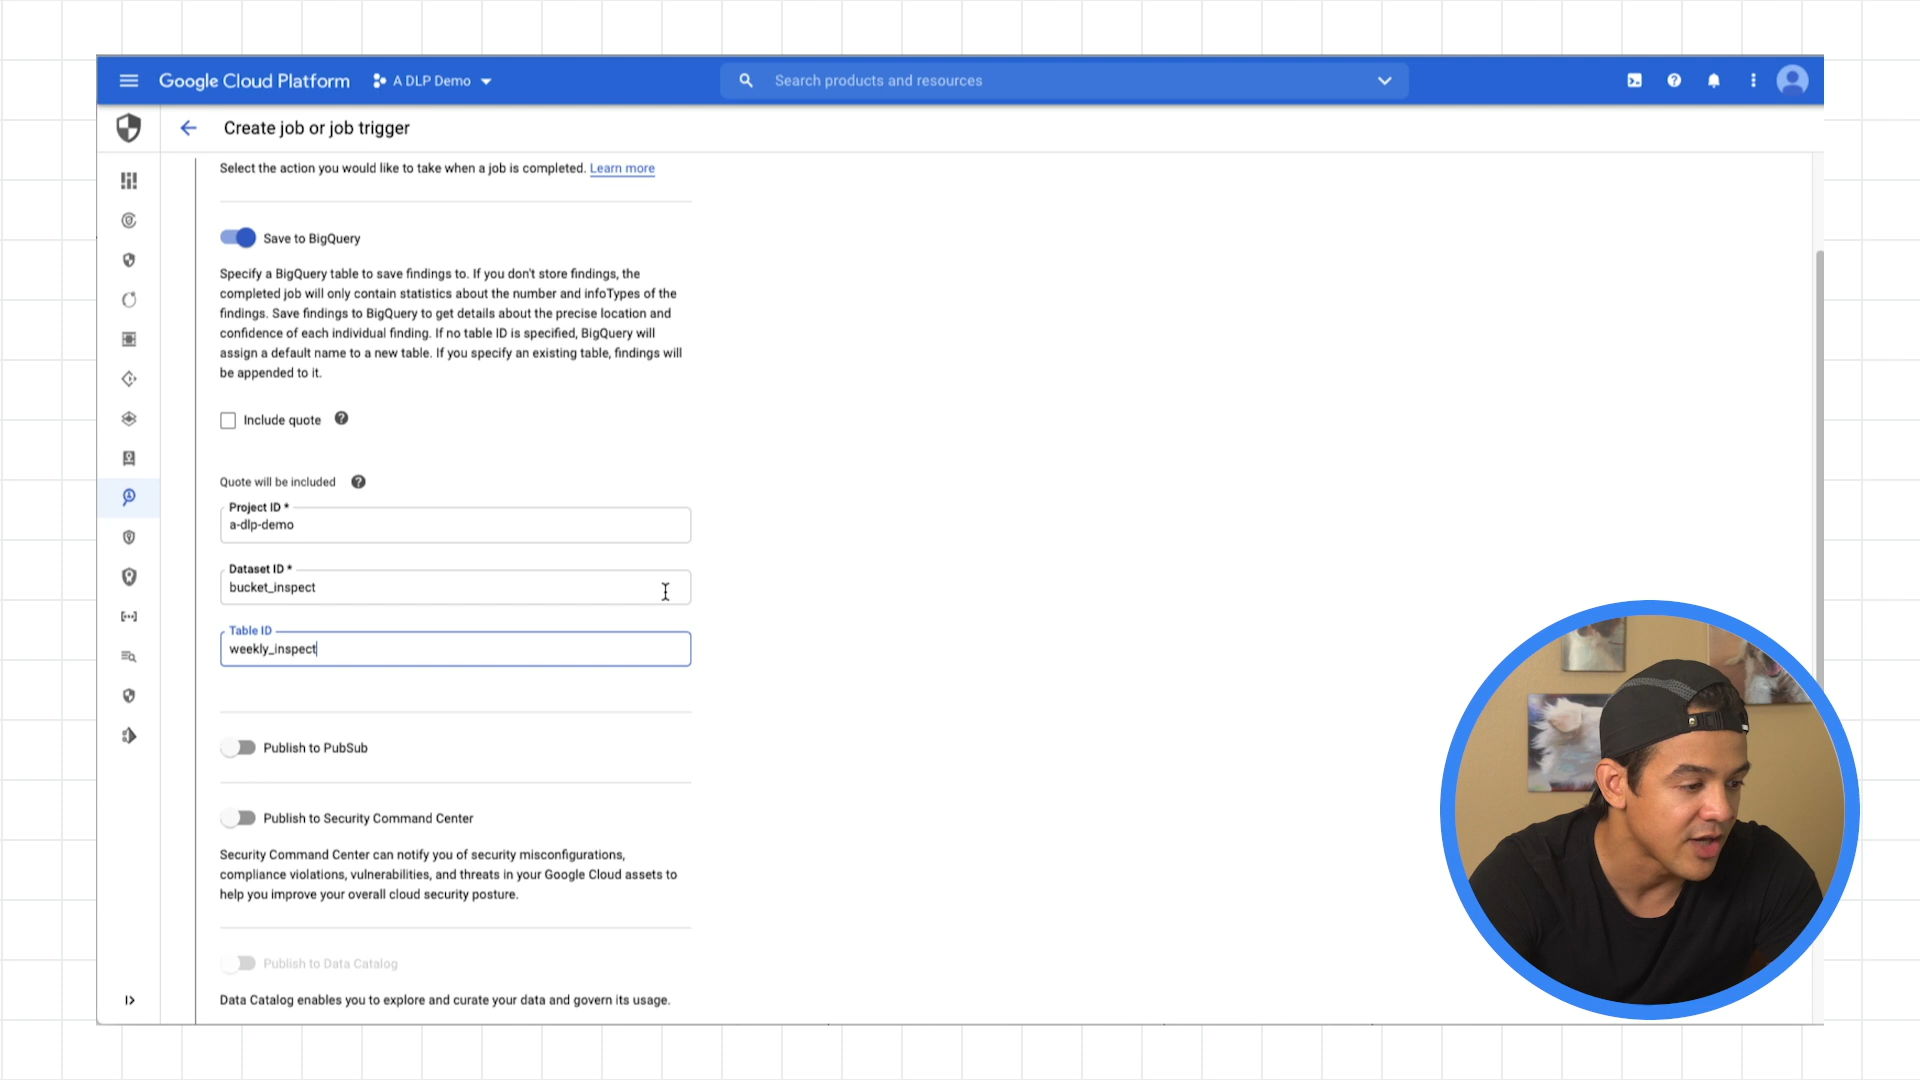 Google Cloud Platform
A DLP Demo
Search products and resources
Create job or job trigger
Select the action you would like to take when a job is completed. Learn more
Save to BigQuery
Specify a BigQuery table to save findings to. If you don't store findings, the
completed job will only contain statistics about the number and infoTypes of the
findings. Save findings to BigQuery to get details about the precise location and
confidence of each individual finding. If no table ID is specified, BigQuery will
assign a default name to a new table. If you specify an existing table, findings will
be appended to it.
Include quote
Quote will be included
Project ID *
a-dlp-demo
Dataset ID *
bucket_inspect
Table ID
weekly_inspect
Publish to PubSub
Publish to Security Command Center
Security Command Center can notify you of security misconfigurations,
compliance violations, vulnerabilities, and threats in your Google Cloud assets to
help you improve your overall cloud security posture.
Publish to Data Catalog
Data Catalog enables you to explore and curate your data and govern its usage.